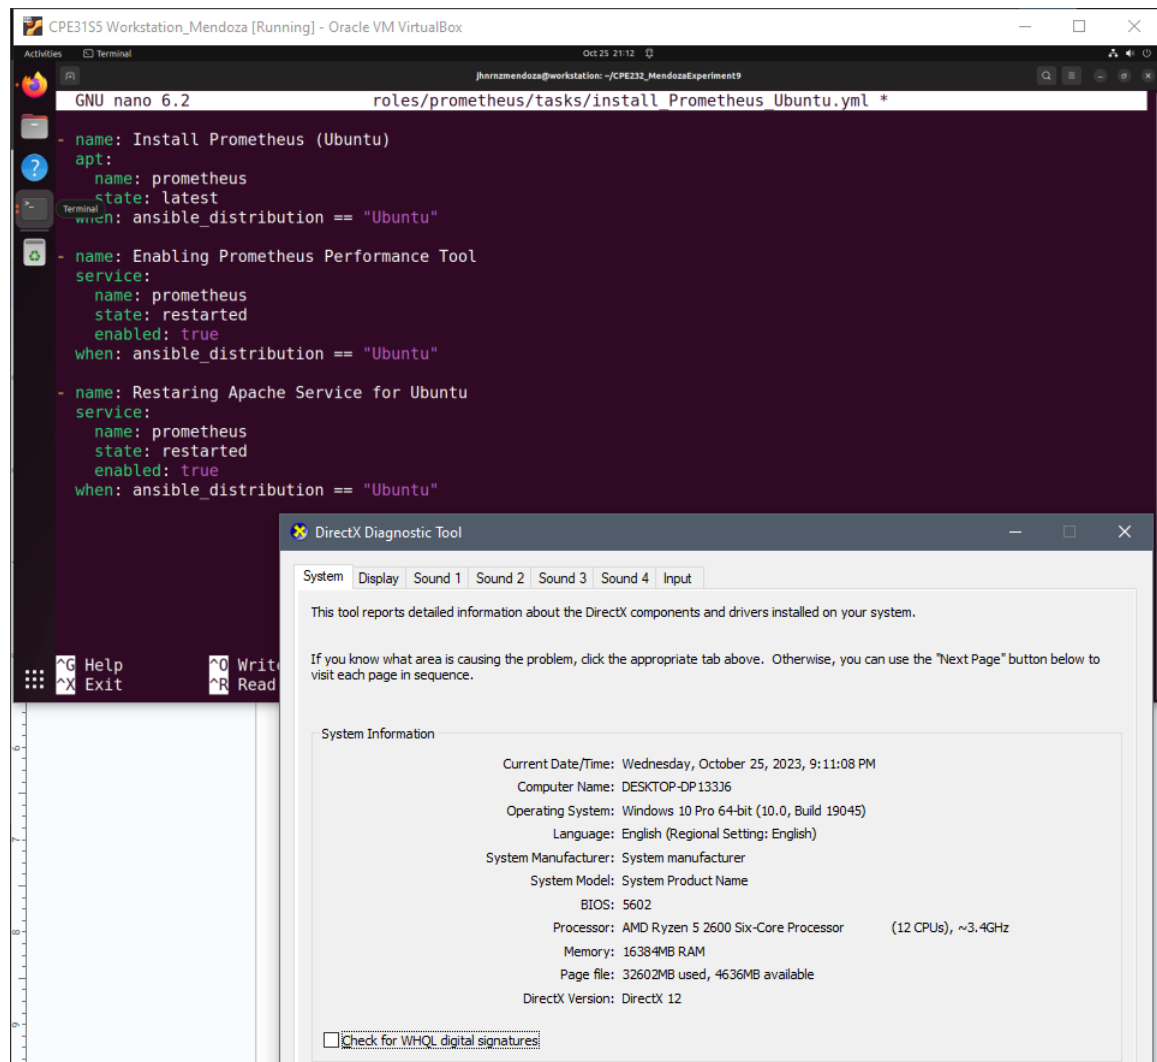 CPE31S5 Workstation_Mendoza [Running] - Oracle VM VirtualBox
Activities Terminal Oct 25 21:12
jhnrnzmendoza@workstation: ~/CPE232_MendozaExperiment9
GNU nano 6.2 roles/prometheus/tasks/install_Prometheus_Ubuntu.yml *
- name: Install Prometheus (Ubuntu)
apt:
name: prometheus
state: latest
Terminal
when: ansible_distribution == "Ubuntu"
- name: Enabling Prometheus Performance Tool
service:
name: prometheus
state: restarted
enabled: true
when: ansible_distribution == "Ubuntu"
- name: Restaring Apache Service for Ubuntu
service:
name: prometheus
state: restarted
enabled: true
when: ansible_distribution == "Ubuntu"
^G Help ^O Write
^X Exit ^R Read
DirectX Diagnostic Tool
System Display Sound 1 Sound 2 Sound 3 Sound 4 Input
This tool reports detailed information about the DirectX components and drivers installed on your system.
If you know what area is causing the problem, click the appropriate tab above. Otherwise, you can use the "Next Page" button below to
visit each page in sequence.
System Information
Current Date/Time: Wednesday, October 25, 2023, 9:11:08 PM
Computer Name: DESKTOP-DP133J6
Operating System: Windows 10 Pro 64-bit (10.0, Build 19045)
Language: English (Regional Setting: English)
System Manufacturer: System manufacturer
System Model: System Product Name
BIOS: 5602
Processor: AMD Ryzen 5 2600 Six-Core Processor (12 CPUs), ~3.4GHz
Memory: 16384MB RAM
Page file: 32602MB used, 4636MB available
DirectX Version: DirectX 12
Check for WHQL digital signatures